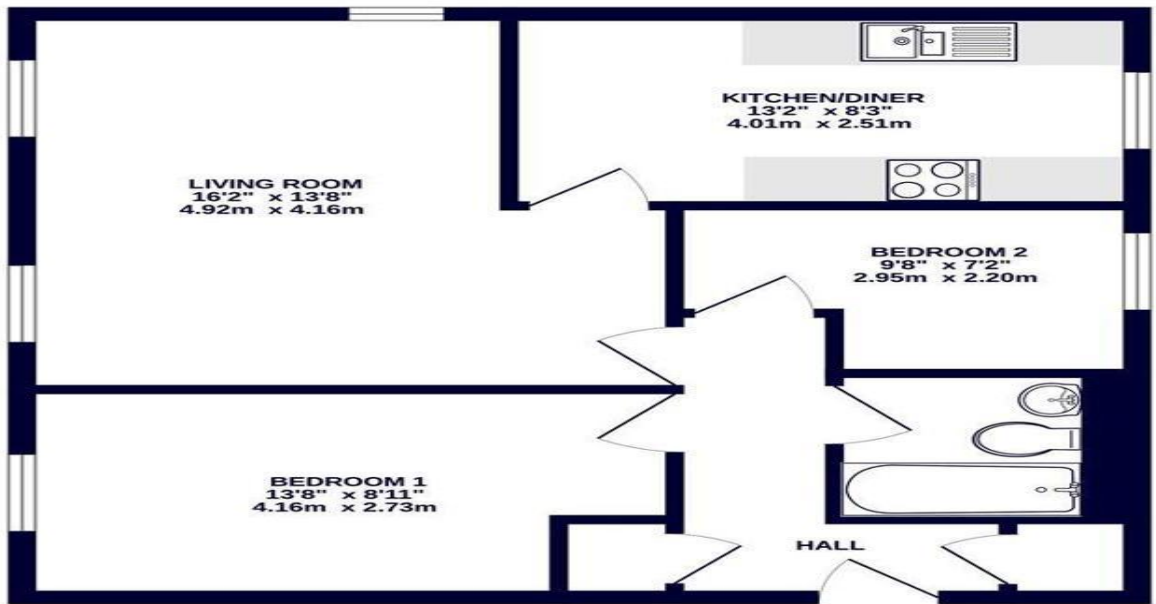 KITCHEN/DINER
13'2" x 8'3"
4.01m x 2.51m
LIVING ROOM
16'2" x 13'8"
4.92m x 4.16m
BEDROOM 2
9'8" x 7'2"
2.95m x 2.20m
BEDROOM 1
13'8" x 8'11"
4.16m x 2.73m
HALL